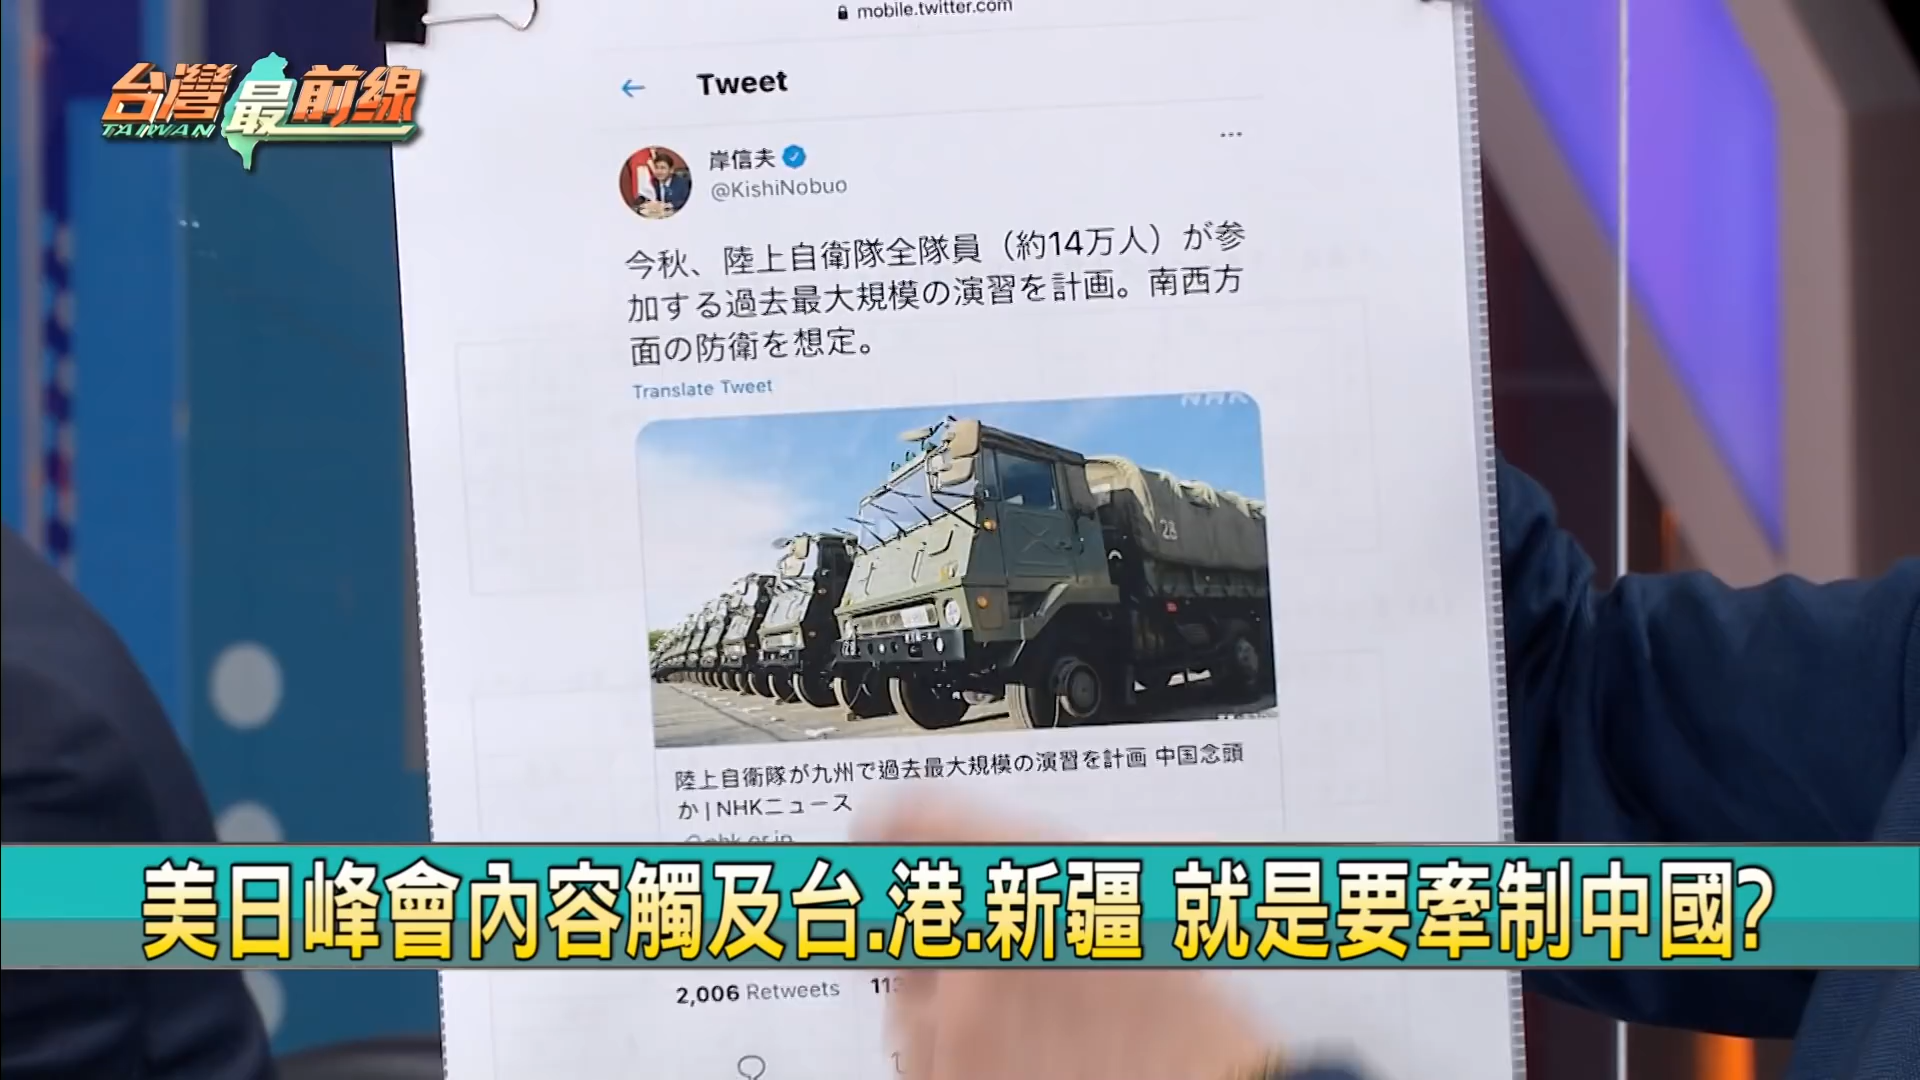 mobile.twitter.com
台灣最前線
TAIWAN
Tweet
岸信夫
@KishiNobuo
今秋、陸上自衛隊全隊員（約14万人）が参
加する過去最大規模の演習を計画。南西方
面の防衛を想定。
Translate Tweet
NHK
28
陸上自衛隊が九州で過去最大規模の演習を計画 中国念頭
か | NHKニュース
美日峰會內容觸及台.港.新疆 就是要牽制中國?
2,006 Retweets